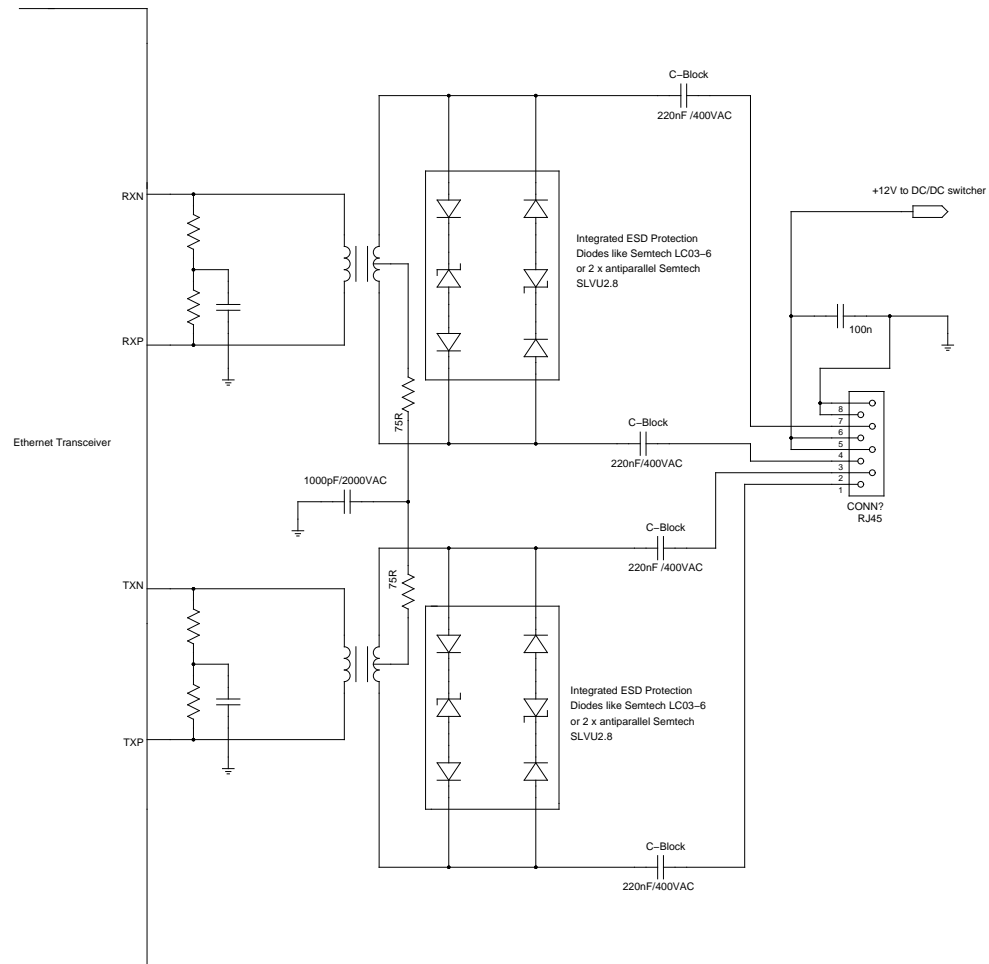 C−Block
220nF /400VAC
+12V to DC/DC switcher
RXN
Integrated ESD Protection
Diodes like Semtech LC03−6
or 2 x antiparallel Semtech
SLVU2.8
100n
RXP
75R
8
7
6
5
4
3
2
1
C−Block
220nF/400VAC
Ethernet Transceiver
1000pF/2000VAC
CONN?
RJ45
C−Block
220nF /400VAC
75R
TXN
Integrated ESD Protection
Diodes like Semtech LC03−6
or 2 x antiparallel Semtech
SLVU2.8
TXP
C−Block
220nF/400VAC